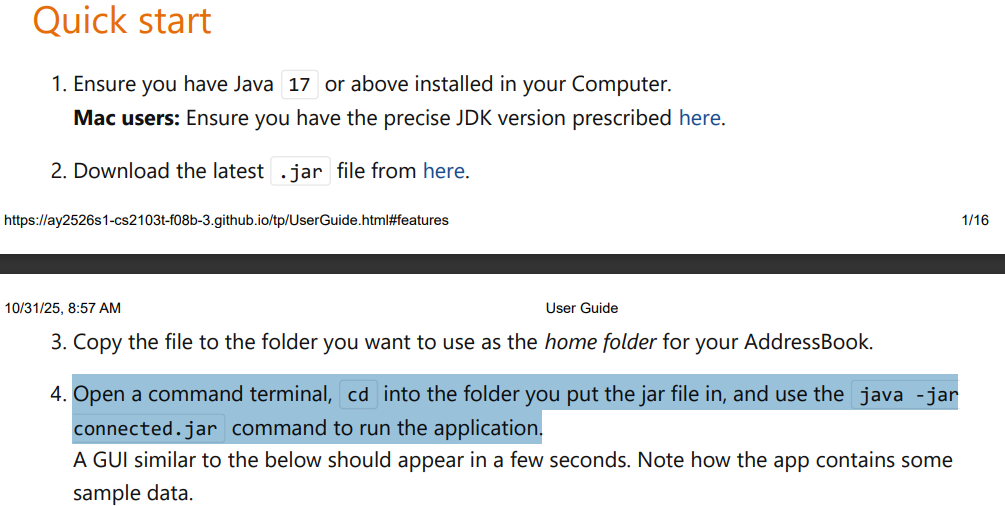 Quick start
1. Ensure you have Java 17 or above installed in your Computer.
Mac users: Ensure you have the precise JDK version prescribed here.
2. Download the latest .jar file from here.
https://ay2526s1-cs2103t-f08b-3.github.io/tp/UserGuide.html#features 1/16
10/31/25, 8:57 AM User Guide
3. Copy the file to the folder you want to use as the home folder for your AddressBook.
4. Open a command terminal, cd into the folder you put the jar file in, and use the java -jar
connected.jar command to run the application.
A GUI similar to the below should appear in a few seconds. Note how the app contains some
sample data.